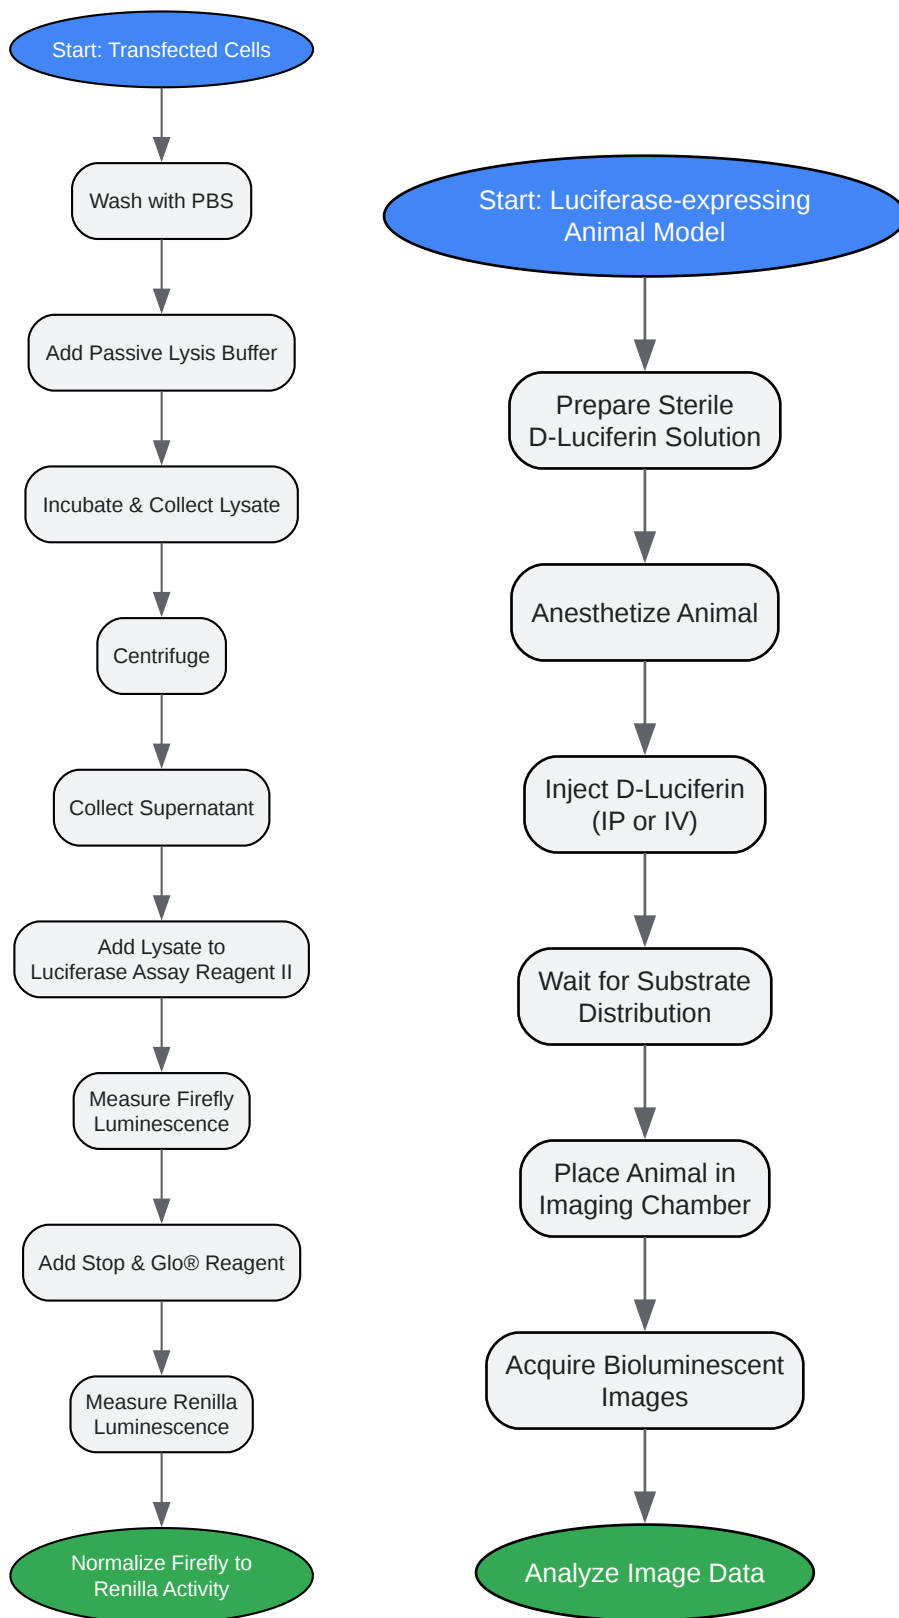 Start: Transfected Cells
Wash with PBS
Add Passive Lysis Buffer
Incubate & Collect Lysate
Centrifuge
Collect Supernatant
Add Lysate to
Luciferase Assay Reagent II
Measure Firefly
Luminescence
Add Stop & Glo® Reagent
Measure Renilla
Luminescence
Normalize Firefly to
Renilla Activity
Start: Luciferase-expressing
Animal Model
Prepare Sterile
D-Luciferin Solution
Anesthetize Animal
Inject D-Luciferin
(IP or IV)
Wait for Substrate
Distribution
Place Animal in
Imaging Chamber
Acquire Bioluminescent
Images
Analyze Image Data